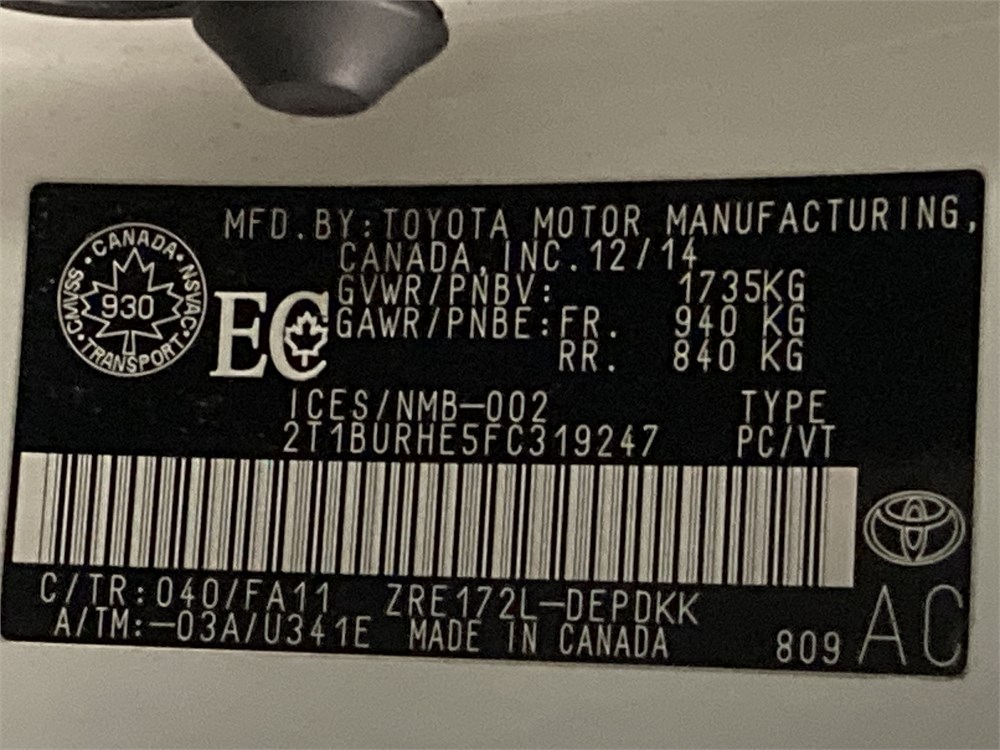 MFD.BY:TOYOTA MOTOR MANUFACTURING,
CANADA,INC.12/14
GVWR/PNBV: 1735KG
GAWR/PNBE:FR. 940 KG
RR. 840 KG
CANADA · NSVAC · TRANSPORT · CMVSS ·
930
EC
ICES/NMB-002 TYPE
2T1BURHE5FC319247 PC/VT
C/TR:040/FA11 ZRE172L-DEPDKK
A/TM:-03A/U341E MADE IN CANADA
809 AC